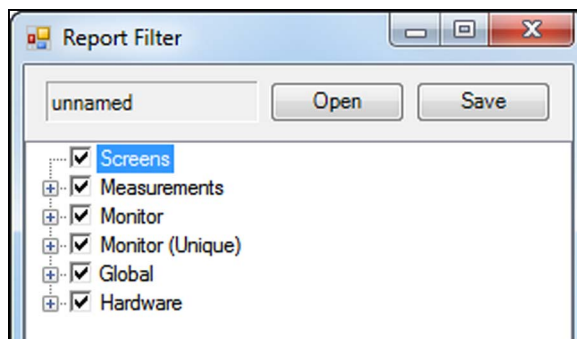 Report Filter
unnamed Open Save
Screens
Measurements
Monitor
Monitor (Unique)
Global
Hardware